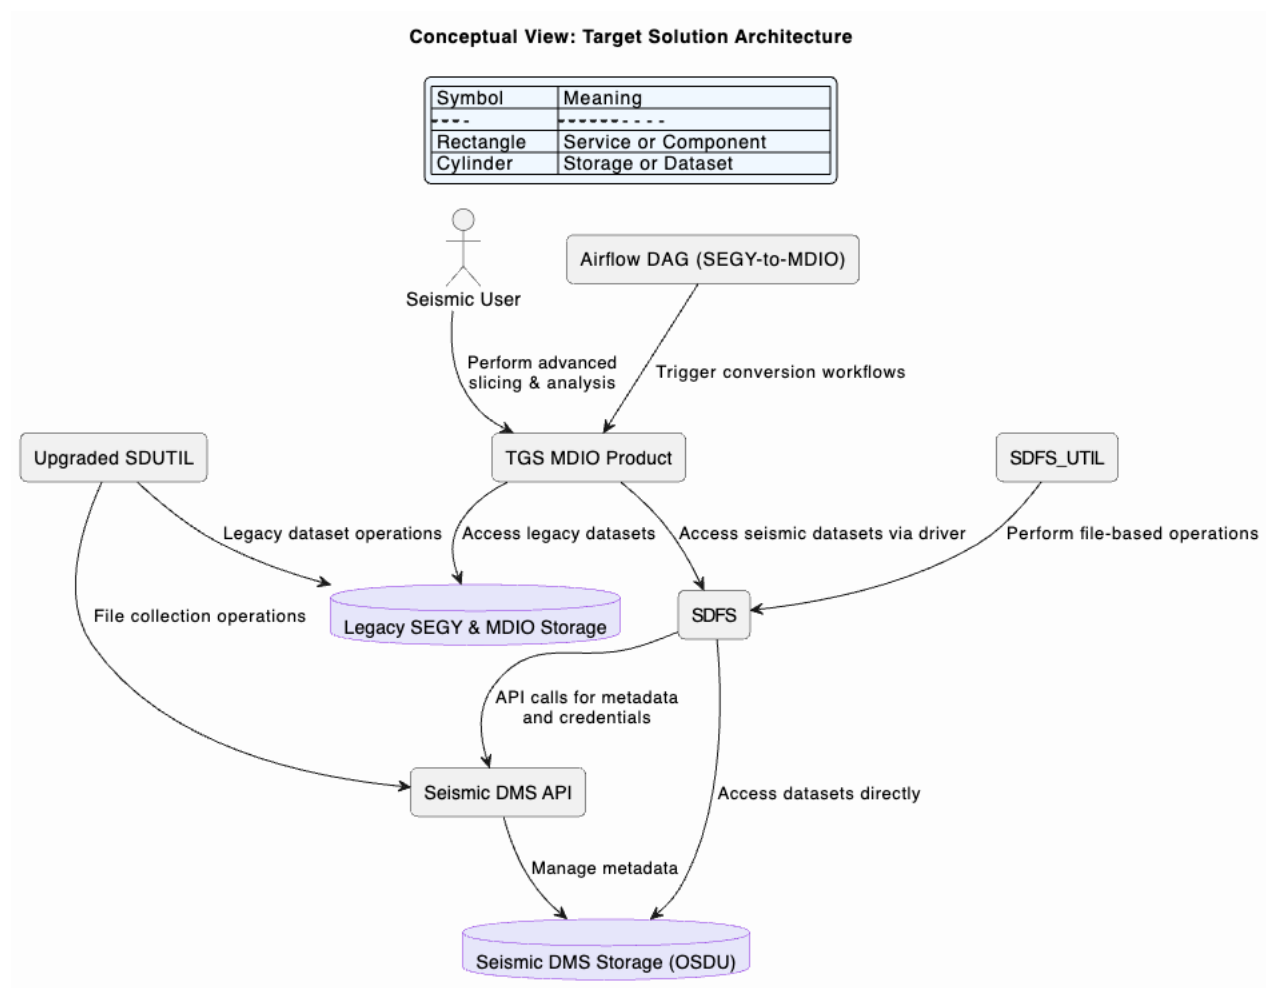 Conceptual View: Target Solution Architecture
Symbol Meaning
---- ----------
Rectangle Service or Component
Cylinder Storage or Dataset
Seismic User
Airflow DAG (SEGY-to-MDIO)
Perform advanced
slicing & analysis
Trigger conversion workflows
Upgraded SDUTIL
TGS MDIO Product
SDFS_UTIL
Legacy dataset operations
Access legacy datasets
Access seismic datasets via driver
Perform file-based operations
File collection operations
Legacy SEGY & MDIO Storage
SDFS
API calls for metadata
and credentials
Seismic DMS API
Access datasets directly
Manage metadata
Seismic DMS Storage (OSDU)